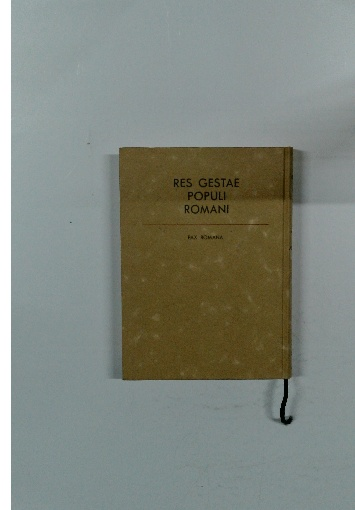 RES GESTAE
POPULI
ROMANI
PAX ROMANA